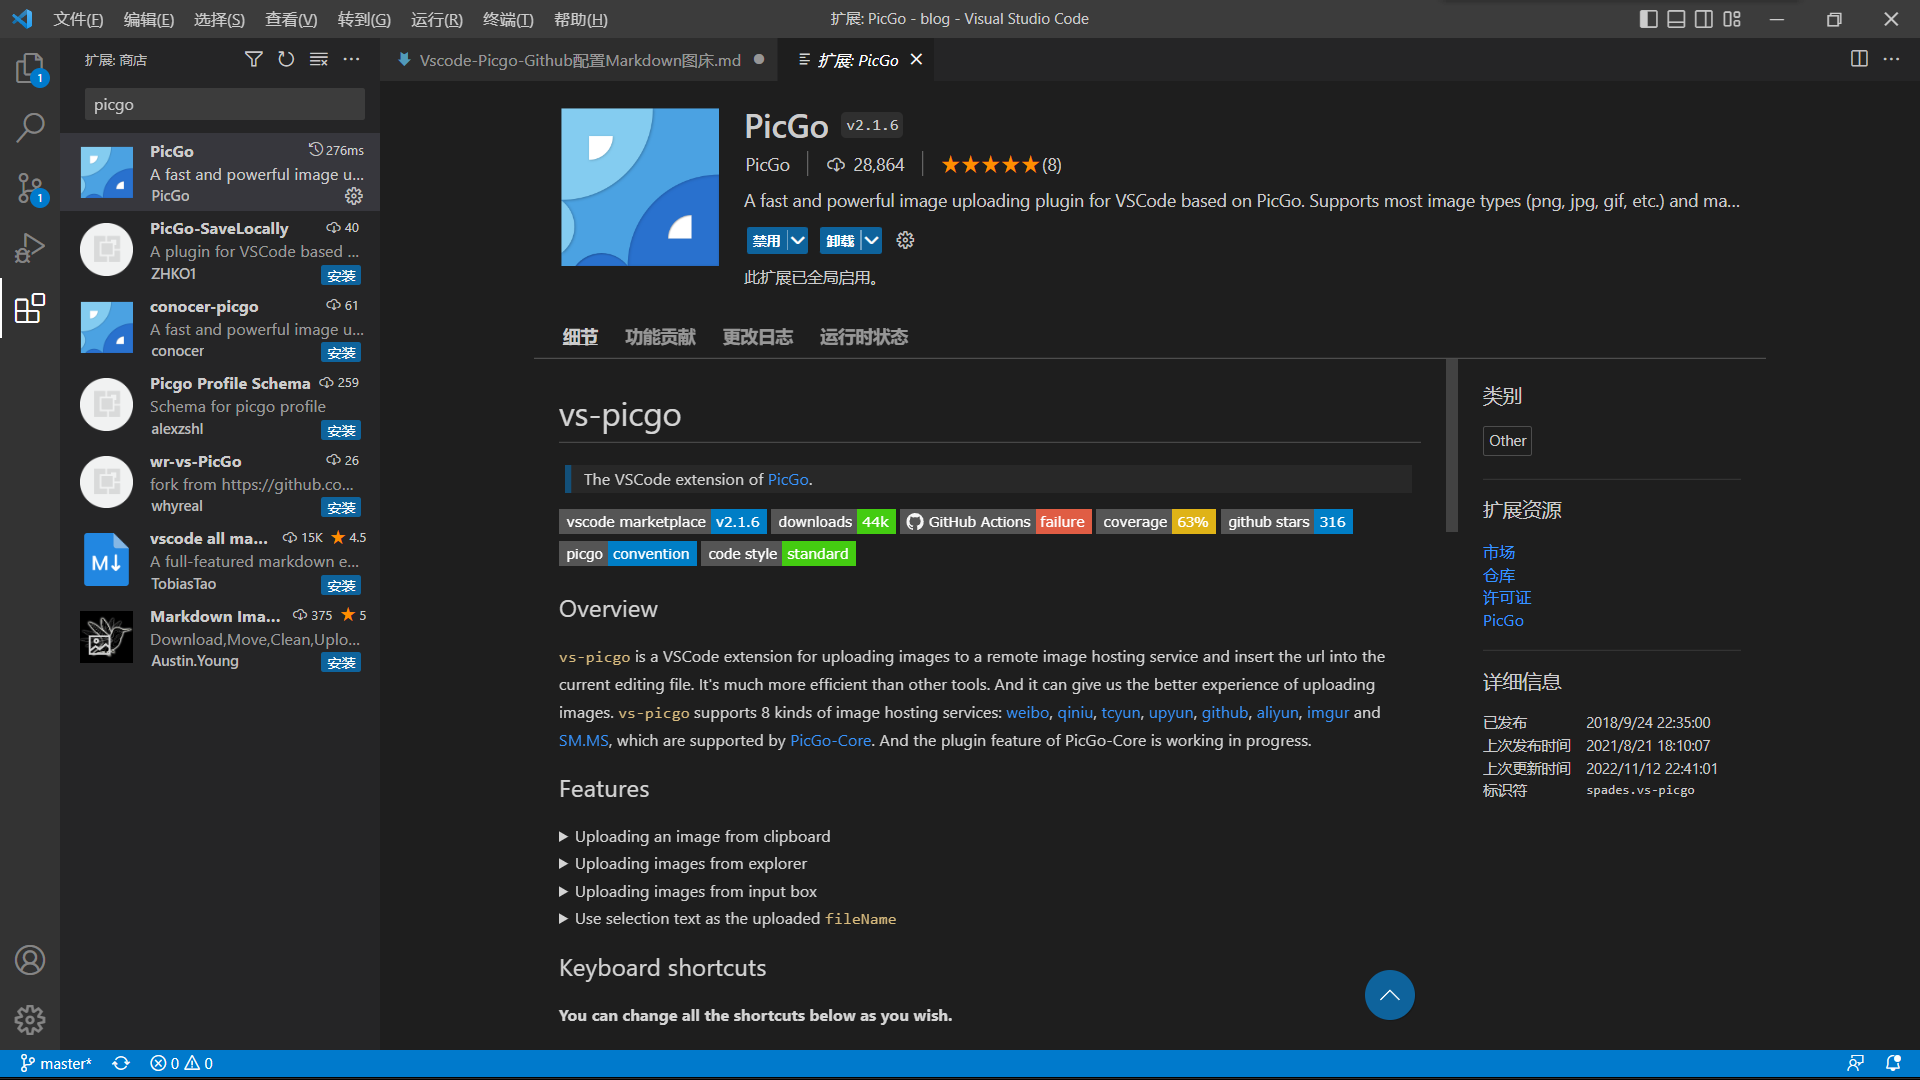 文件(F) 编辑(E) 选择(S) 查看(V) 转到(G) 运行(R) 终端(T) 帮助(H)
扩展: PicGo - blog - Visual Studio Code
扩展: 商店
Vscode-Picgo-Github配置Markdown图床.md
扩展: PicGo
1
1
picgo
PicGo 276ms
A fast and powerful image u...
PicGo
PicGo-SaveLocally 40
A plugin for VSCode based ...
ZHKO1 安装
conocer-picgo 61
A fast and powerful image u...
conocer 安装
Picgo Profile Schema 259
Schema for picgo profile
alexzshl 安装
wr-vs-PicGo 26
fork from https://github.co...
whyreal 安装
vscode all ma... 15K 4.5
A full-featured markdown e...
TobiasTao 安装
Markdown Ima... 375 5
Download,Move,Clean,Uplo...
Austin.Young 安装
M
PicGo v2.1.6
PicGo 28,864 ★★★★★(8)
A fast and powerful image uploading plugin for VSCode based on PicGo. Supports most image types (png, jpg, gif, etc.) and ma...
禁用 卸载
此扩展已全局启用。
细节 功能贡献 更改日志 运行时状态
vs-picgo
The VSCode extension of PicGo.
vscode marketplace v2.1.6 downloads 44k GitHub Actions failure coverage 63% github stars 316
picgo convention code style standard
Overview
vs-picgo is a VSCode extension for uploading images to a remote image hosting service and insert the url into the
current editing file. It's much more efficient than other tools. And it can give us the better experience of uploading
images. vs-picgo supports 8 kinds of image hosting services: weibo, qiniu, tcyun, upyun, github, aliyun, imgur and
SM.MS, which are supported by PicGo-Core. And the plugin feature of PicGo-Core is working in progress.
Features
Uploading an image from clipboard
Uploading images from explorer
Uploading images from input box
Use selection text as the uploaded fileName
Keyboard shortcuts
You can change all the shortcuts below as you wish.
类别
Other
扩展资源
市场
仓库
许可证
PicGo
详细信息
已发布 2018/9/24 22:35:00
上次发布时间 2021/8/21 18:10:07
上次更新时间 2022/11/12 22:41:01
标识符 spades.vs-picgo
master* 0 0